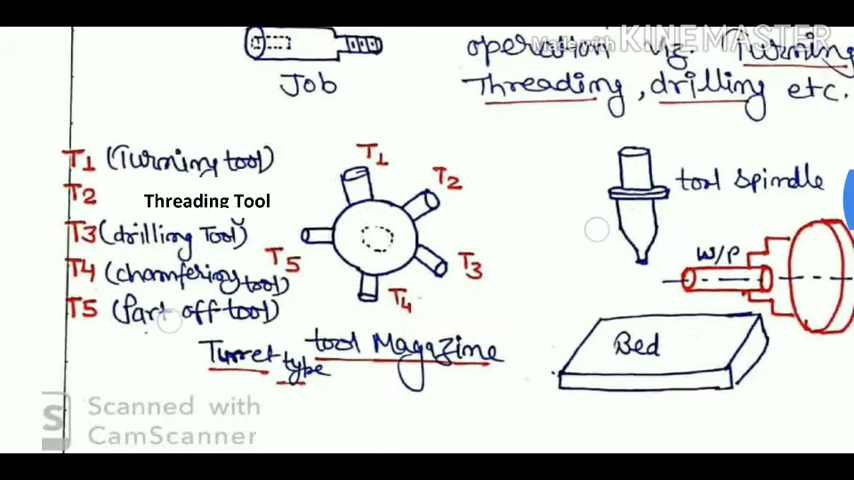 Made with KINEMASTER
operation viz. Turning
Threading, drilling etc.
Job
T1 (Turning tool)
T2 Threading Tool
T3 (drilling Tool)
T4 (chamfering tool)
T5 (Part off tool)
T1
T2
T3
T4
T5
Turret type tool Magazine
tool spindle
W/P
Bed
Scanned with
CamScanner